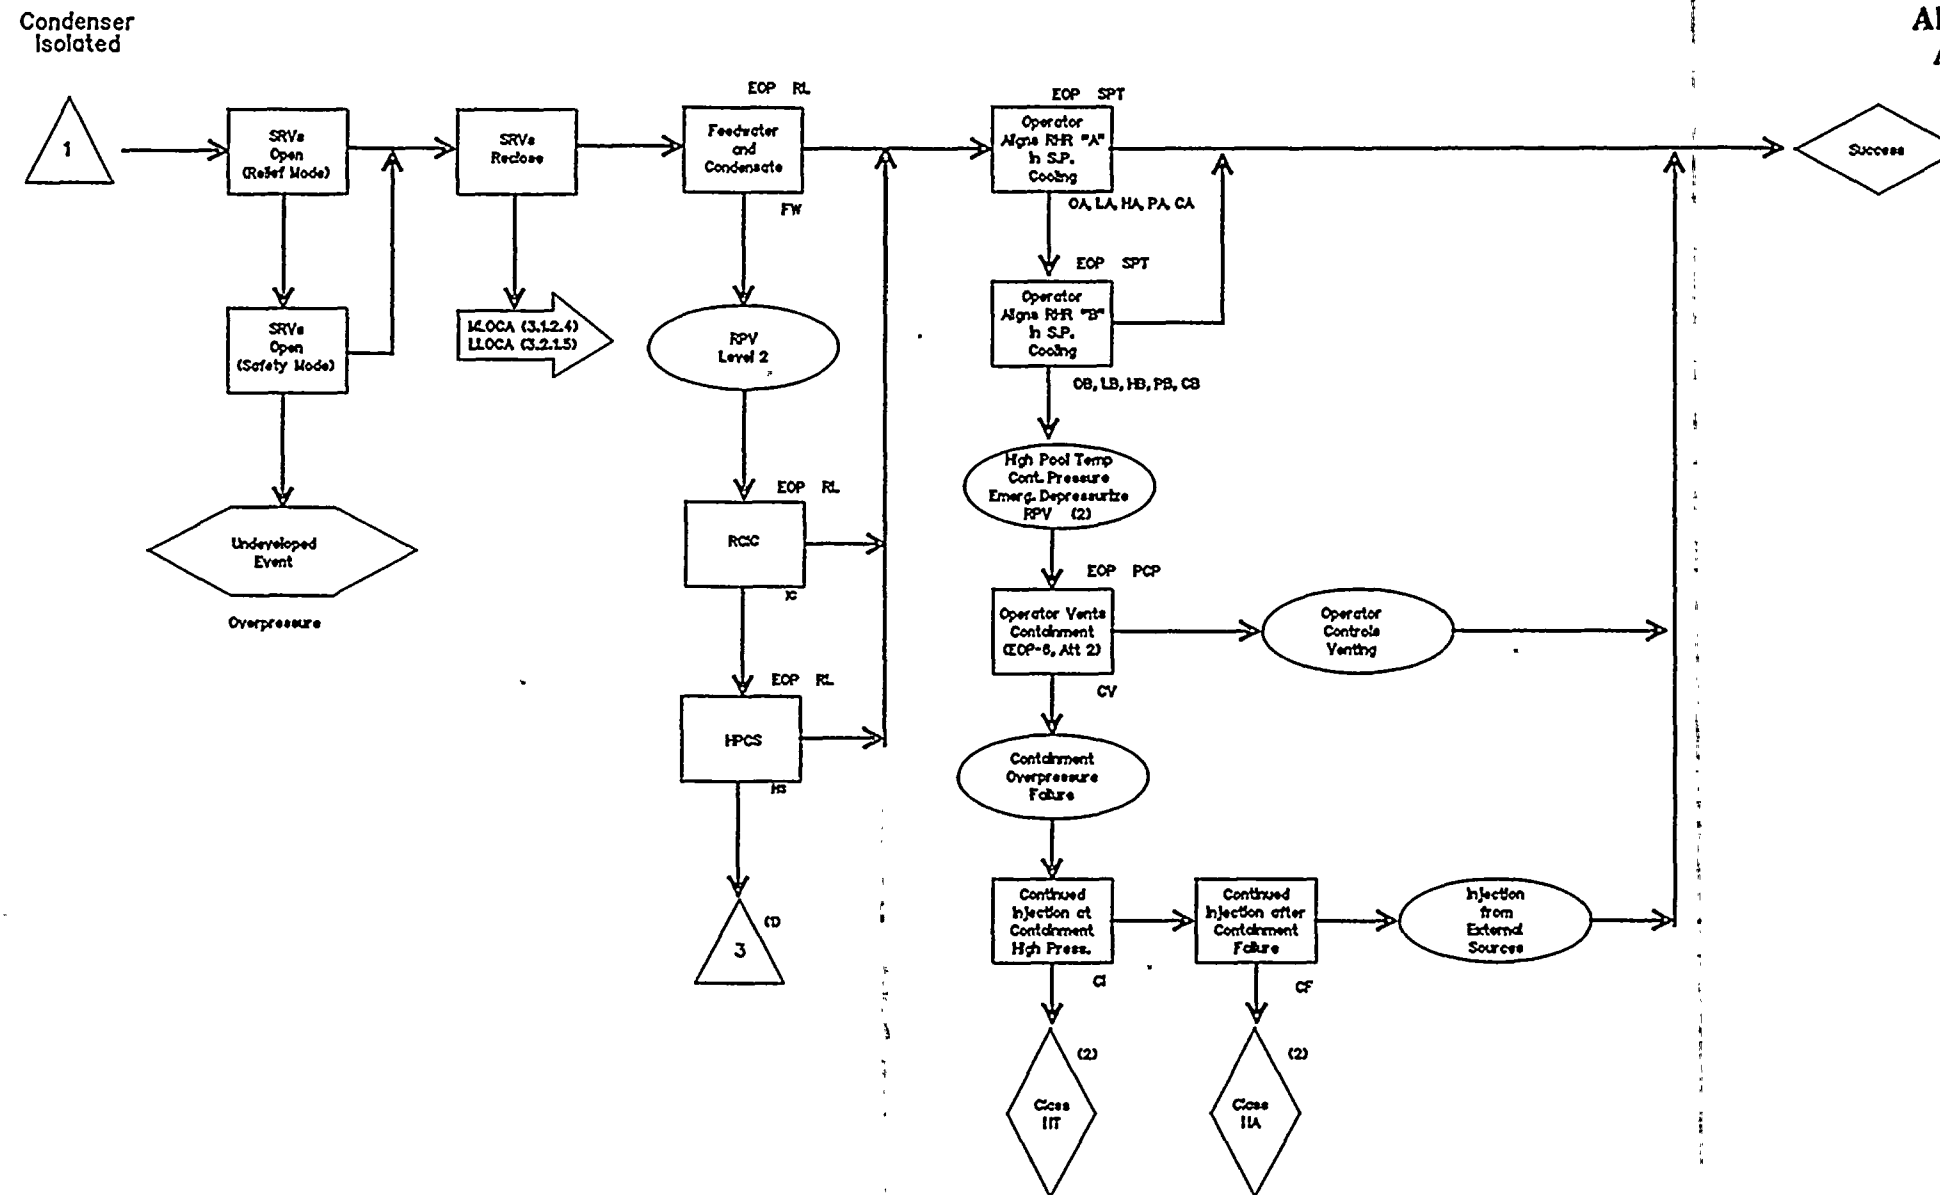 Condenser
Isolated
1
SRVs
Open
(Relief Mode)
SRVs
Open
(Safety Mode)
Undeveloped
Event
Overpressure
SRVs
Reclose
MLOCA (3.1.2.4)
LLOCA (3.2.1.5)
EOP RL
Feedwater
and
Condensate
FW
RPV
Level 2
EOP RL
RCIC
IC
EOP RL
HPCS
HS
3
EOP SPT
Operator
Aligns RHR "A"
in S.P.
Cooling
OA, LA, HA, PA, CA
EOP SPT
Operator
Aligns RHR "B"
in S.P.
Cooling
OB, LB, HB, PB, CB
High Pool Temp
Cont. Pressure
Emerg. Depressurize
RPV (2)
EOP PCP
Operator Vents
Containment
(EOP-6, Att 2)
CV
Operator
Controls
Venting
Containment
Overpressure
Failure
Continued
Injection at
Containment
High Press.
CI
Continued
Injection after
Containment
Failure
CF
Injection
from
External
Sources
(2)
Class
IIT
(2)
Class
IIA
Success